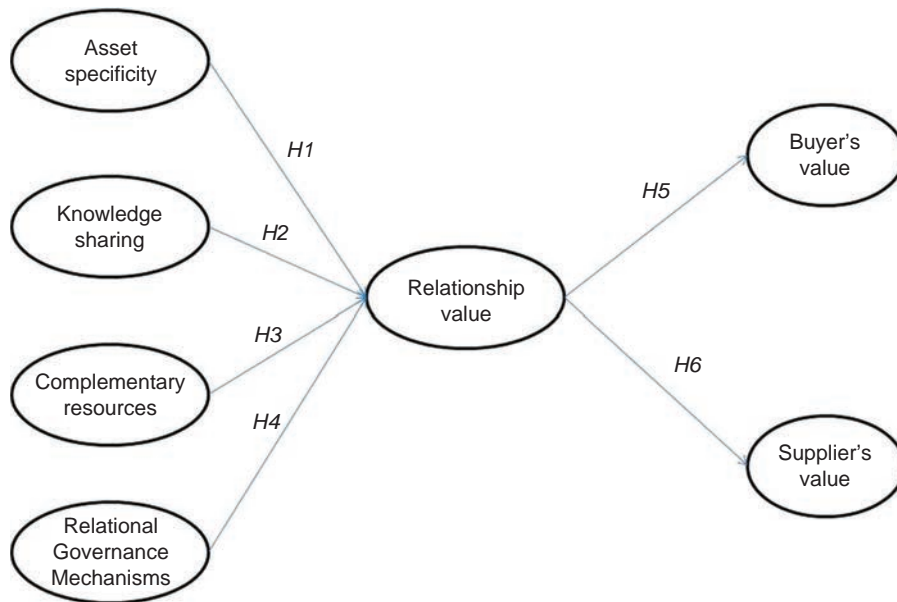 Asset
specificity
H1
Knowledge
sharing
H2
Complementary
resources
H3
Relational
Governance
Mechanisms
H4
Relationship
value
H5
Buyer's
value
H6
Supplier's
value